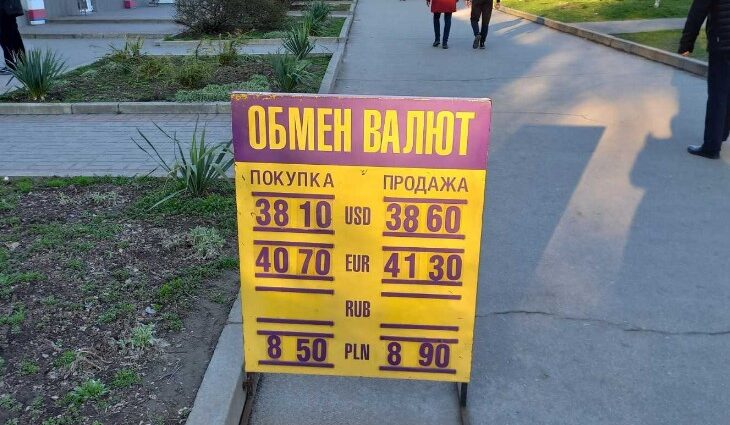 ОБМЕН ВАЛЮТ
ПОКУПКА ПРОДАЖА
38 10 USD 38 60
40 70 EUR 41 30
RUB
8 50 PLN 8 90